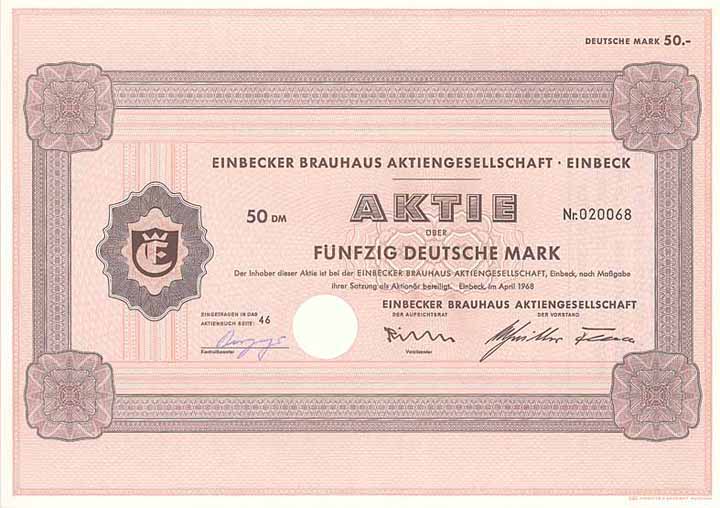 DEUTSCHE MARK 50.-
EINBECKER BRAUHAUS AKTIENGESELLSCHAFT · EINBECK
50 DM
AKTIE
Nr. 020068
ÜBER
FÜNFZIG DEUTSCHE MARK
Der Inhaber dieser Aktie ist bei der EINBECKER BRAUHAUS AKTIENGESELLSCHAFT, Einbeck, nach Maßgabe
ihrer Satzung als Aktionär beteiligt. Einbeck, im April 1968
EINBECKER BRAUHAUS AKTIENGESELLSCHAFT
EINGETRAGEN IN DAS
AKTIENBUCH SEITE: 46
DER AUFSICHTSRAT
DER VORSTAND
Kontrollbeamter
Vorsitzender
E